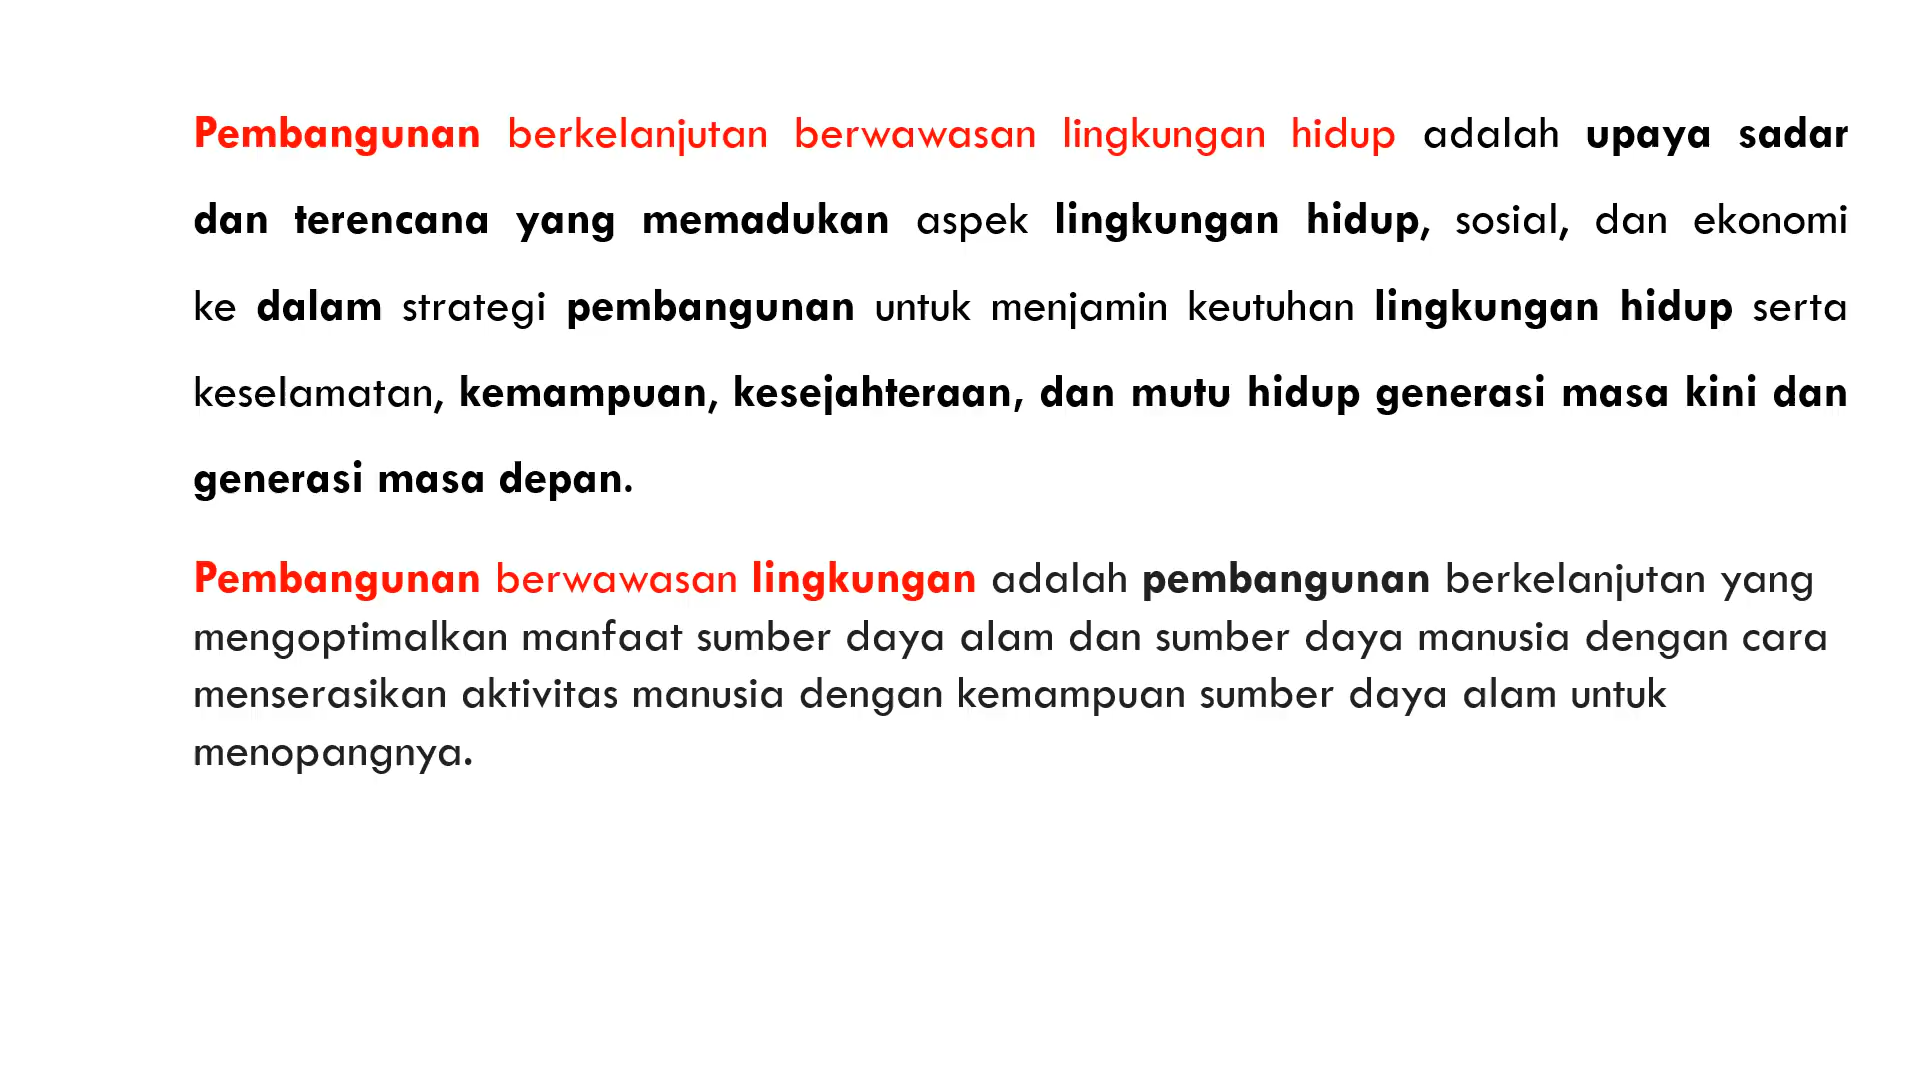 Pembangunan berkelanjutan berwawasan lingkungan hidup adalah upaya sadar
dan terencana yang memadukan aspek lingkungan hidup, sosial, dan ekonomi
ke dalam strategi pembangunan untuk menjamin keutuhan lingkungan hidup serta
keselamatan, kemampuan, kesejahteraan, dan mutu hidup generasi masa kini dan
generasi masa depan.
Pembangunan berwawasan lingkungan adalah pembangunan berkelanjutan yang
mengoptimalkan manfaat sumber daya alam dan sumber daya manusia dengan cara
menserasikan aktivitas manusia dengan kemampuan sumber daya alam untuk
menopangnya.